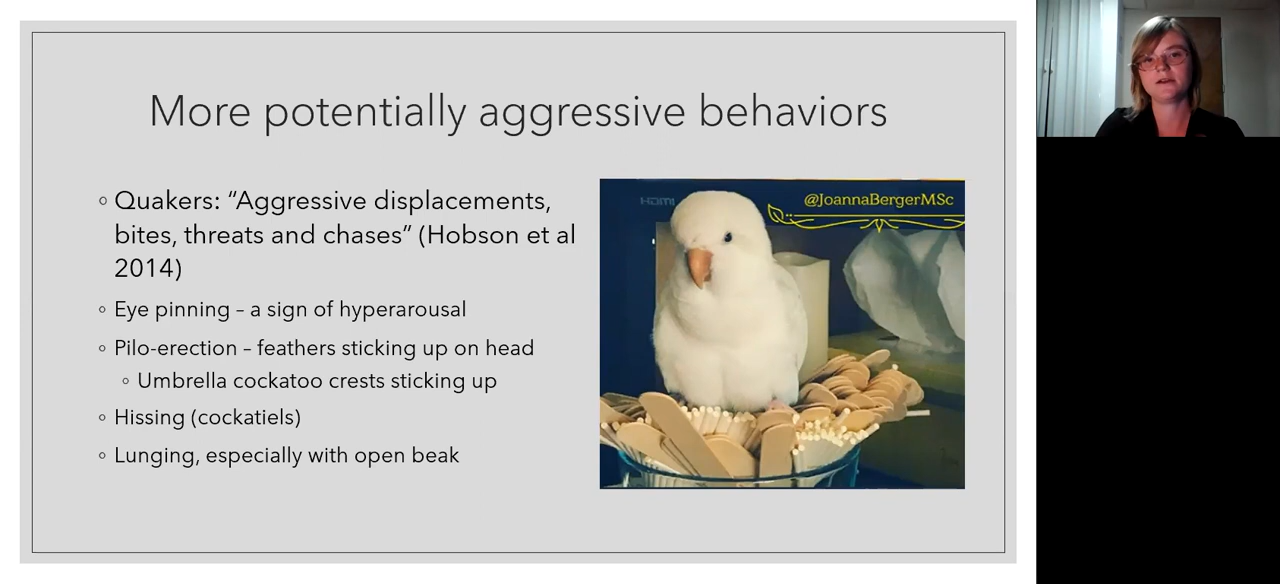 More potentially aggressive behaviors
◦ Quakers: “Aggressive displacements,
bites, threats and chases” (Hobson et al
2014)
◦ Eye pinning – a sign of hyperarousal
◦ Pilo-erection – feathers sticking up on head
◦ Umbrella cockatoo crests sticking up
◦ Hissing (cockatiels)
◦ Lunging, especially with open beak
HDMI
@JoannaBergerMSc